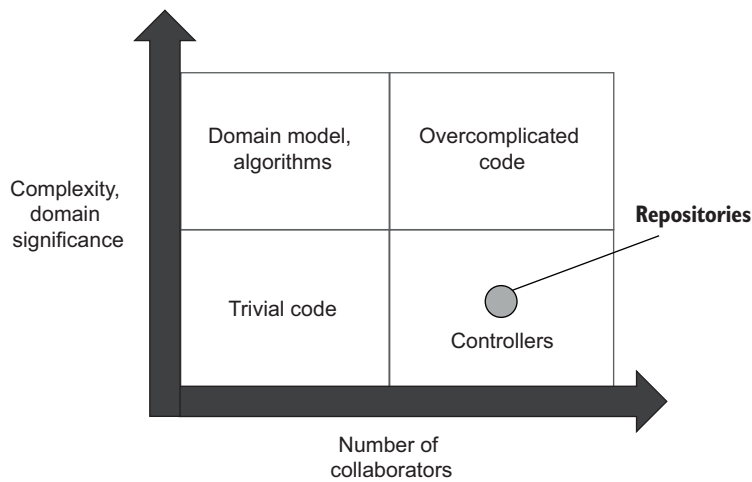 Domain model,
algorithms
Overcomplicated
code
Complexity,
domain
significance
Repositories
Trivial code
Controllers
Number of
collaborators